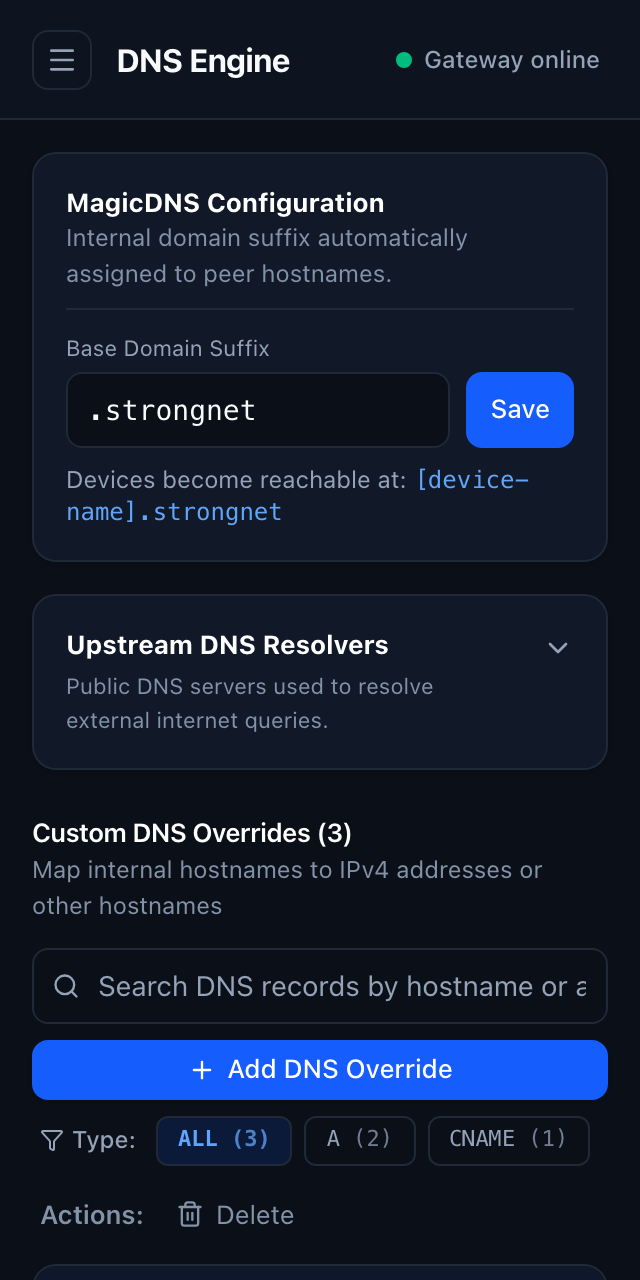 DNS Engine
Gateway online
MagicDNS Configuration
Internal domain suffix automatically
assigned to peer hostnames.
Base Domain Suffix
.strongnet
Save
Devices become reachable at: [device-
name].strongnet
Upstream DNS Resolvers
Public DNS servers used to resolve
external internet queries.
Custom DNS Overrides (3)
Map internal hostnames to IPv4 addresses or
other hostnames
Search DNS records by hostname or a
+ Add DNS Override
Type:
ALL (3)
A (2)
CNAME (1)
Actions:
Delete